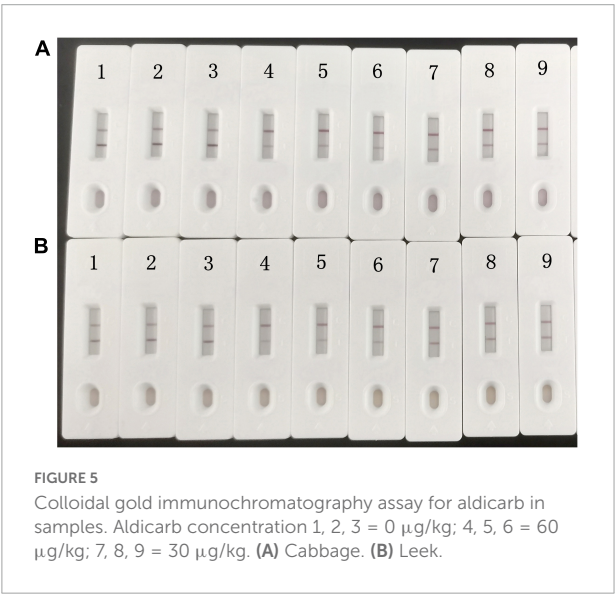 A
1 2 3 4 5 6 7 8 9
B
1 2 3 4 5 6 7 8 9
FIGURE 5
Colloidal gold immunochromatography assay for aldicarb in
samples. Aldicarb concentration 1, 2, 3 = 0 μg/kg; 4, 5, 6 = 60
μg/kg; 7, 8, 9 = 30 μg/kg. (A) Cabbage. (B) Leek.